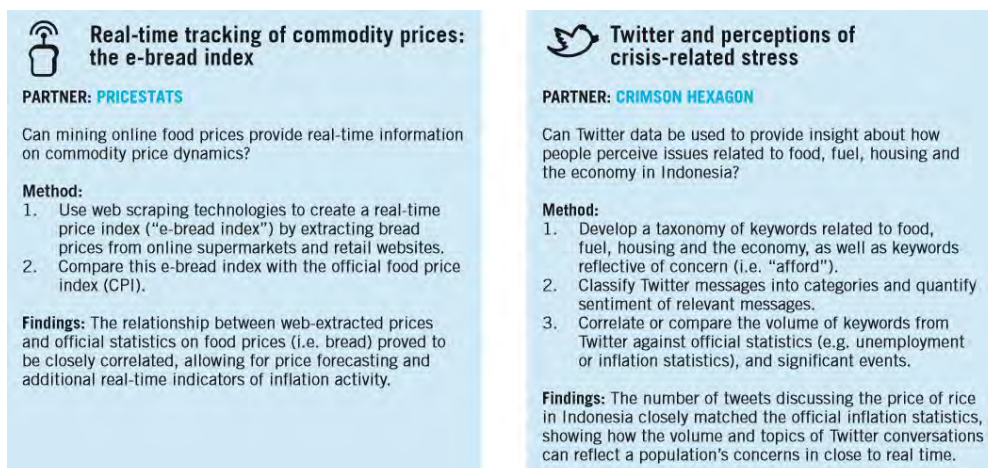 Real-time tracking of commodity prices:
the e-bread index
PARTNER: PRICESTATS
Can mining online food prices provide real-time information
on commodity price dynamics?
Method:
1. Use web scraping technologies to create a real-time
price index (“e-bread index”) by extracting bread
prices from online supermarkets and retail websites.
2. Compare this e-bread index with the official food price
index (CPI).
Findings: The relationship between web-extracted prices
and official statistics on food prices (i.e. bread) proved to
be closely correlated, allowing for price forecasting and
additional real-time indicators of inflation activity.
Twitter and perceptions of
crisis-related stress
PARTNER: CRIMSON HEXAGON
Can Twitter data be used to provide insight about how
people perceive issues related to food, fuel, housing and
the economy in Indonesia?
Method:
1. Develop a taxonomy of keywords related to food,
fuel, housing and the economy, as well as keywords
reflective of concern (i.e. “afford”).
2. Classify Twitter messages into categories and quantify
sentiment of relevant messages.
3. Correlate or compare the volume of keywords from
Twitter against official statistics (e.g. unemployment
or inflation statistics), and significant events.
Findings: The number of tweets discussing the price of rice
in Indonesia closely matched the official inflation statistics,
showing how the volume and topics of Twitter conversations
can reflect a population’s concerns in close to real time.